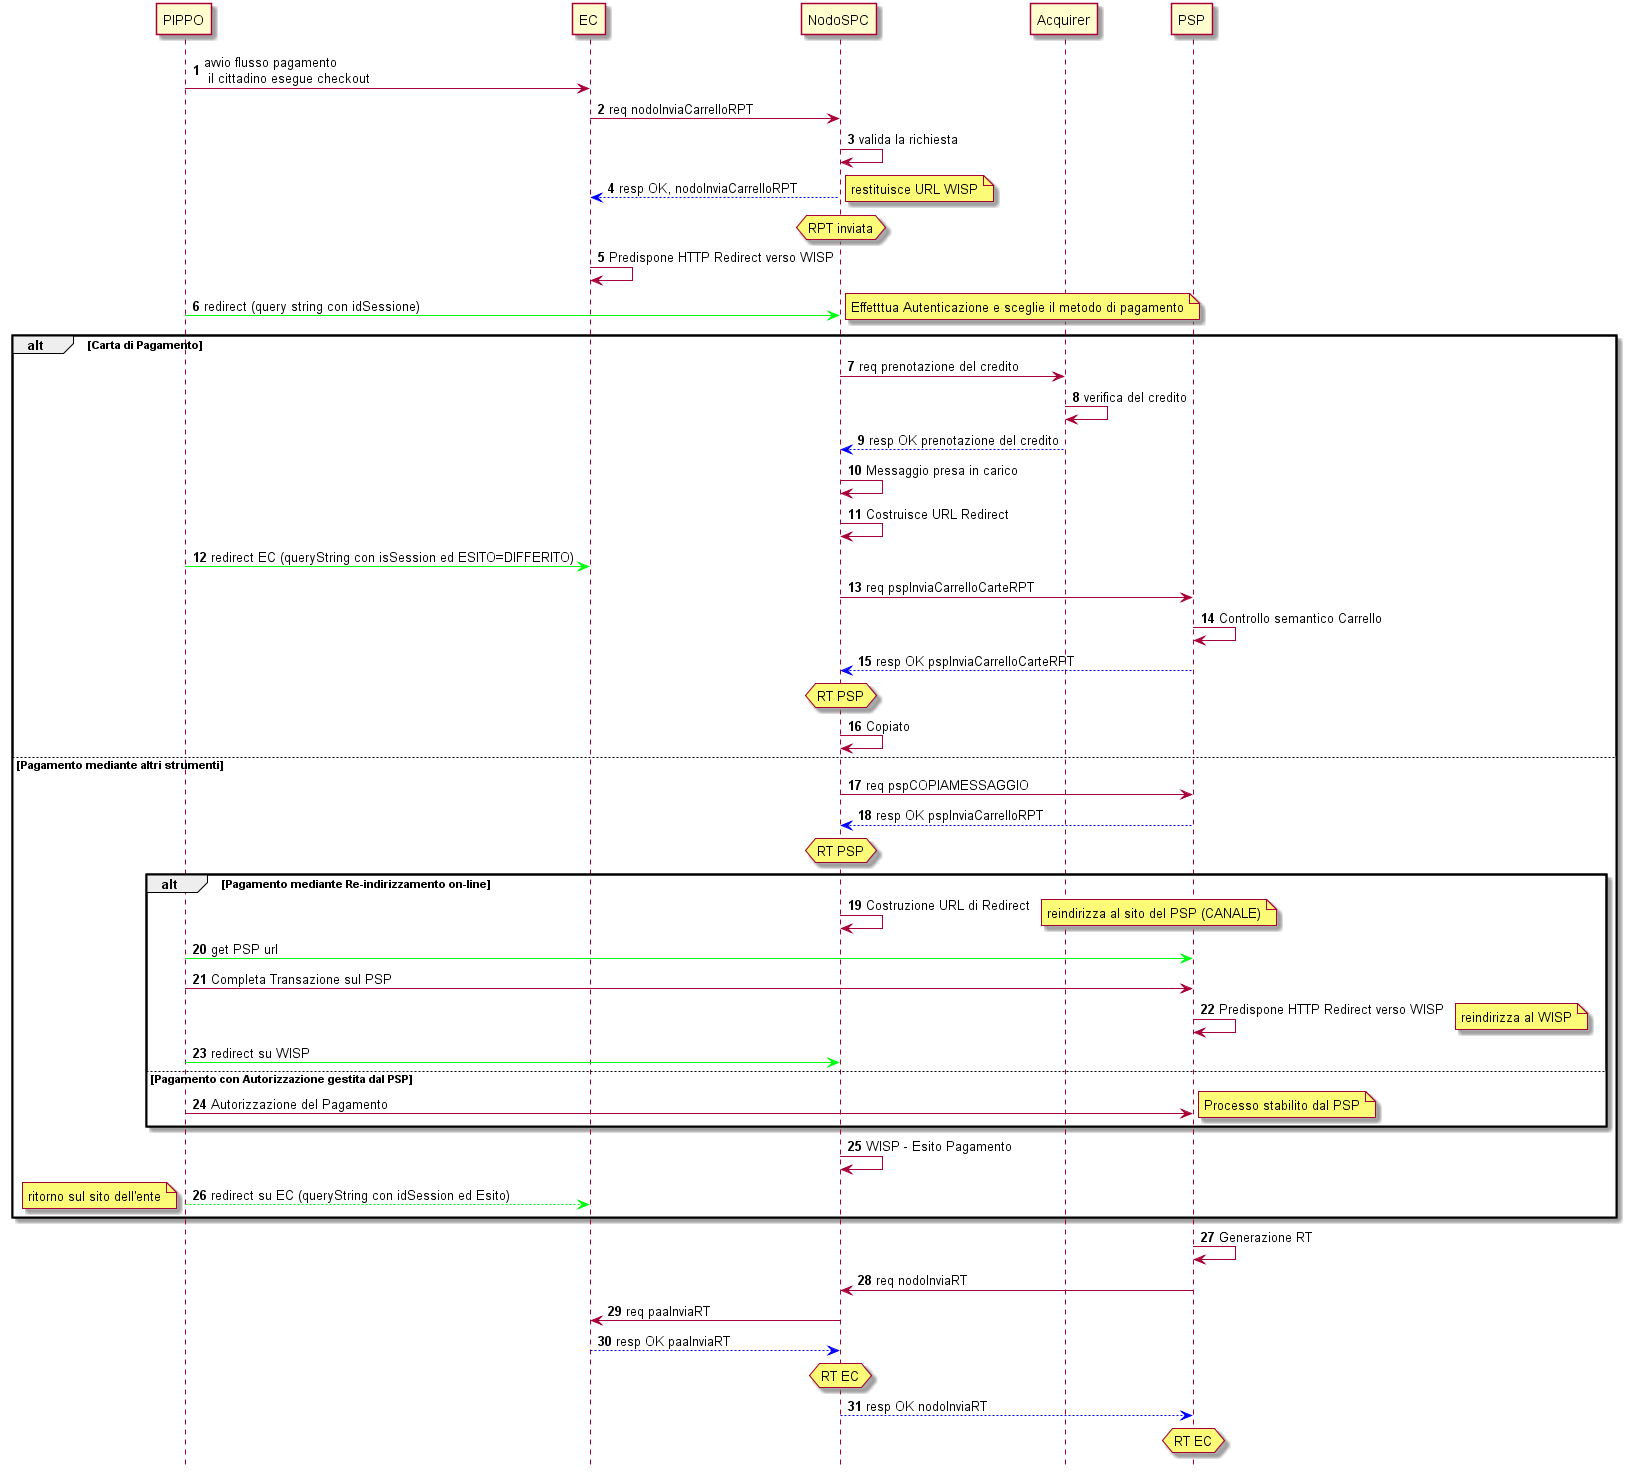 PIPPO
EC
NodoSPC
Acquirer
PSP
1 avvio flusso pagamento
il cittadino esegue checkout
2 req nodoInviaCarrelloRPT
3 valida la richiesta
4 resp OK, nodoInviaCarrelloRPT
restituisce URL WISP
RPT inviata
5 Predispone HTTP Redirect verso WISP
6 redirect (query string con idSessione)
Effetttua Autenticazione e sceglie il metodo di pagamento
alt [Carta di Pagamento]
7 req prenotazione del credito
8 verifica del credito
9 resp OK prenotazione del credito
10 Messaggio presa in carico
11 Costruisce URL Redirect
12 redirect EC (queryString con isSession ed ESITO=DIFFERITO)
13 req pspInviaCarrelloCarteRPT
14 Controllo semantico Carrello
15 resp OK pspInviaCarrelloCarteRPT
RT PSP
16 Copiato
[Pagamento mediante altri strumenti]
17 req pspCOPIAMESSAGGIO
18 resp OK pspInviaCarrelloRPT
RT PSP
alt [Pagamento mediante Re-indirizzamento on-line]
19 Costruzione URL di Redirect
reindirizza al sito del PSP (CANALE)
20 get PSP url
21 Completa Transazione sul PSP
22 Predispone HTTP Redirect verso WISP
reindirizza al WISP
23 redirect su WISP
[Pagamento con Autorizzazione gestita dal PSP]
24 Autorizzazione del Pagamento
Processo stabilito dal PSP
25 WISP - Esito Pagamento
ritorno sul sito dell'ente
26 redirect su EC (queryString con idSession ed Esito)
27 Generazione RT
28 req nodoInviaRT
29 req paaInviaRT
30 resp OK paaInviaRT
RT EC
31 resp OK nodoInviaRT
RT EC